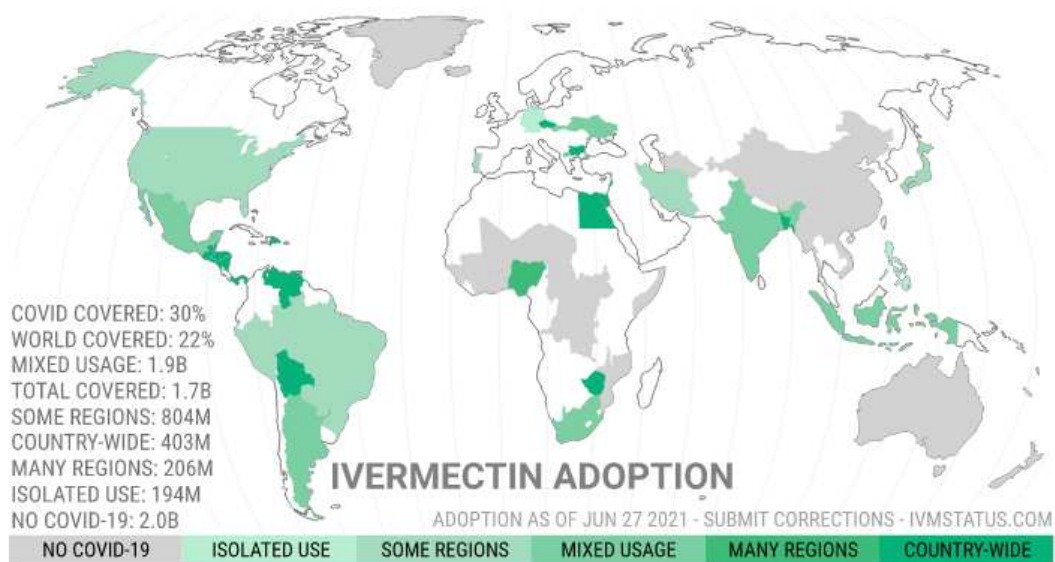 COVID COVERED: 30%
WORLD COVERED: 22%
MIXED USAGE: 1.9B
TOTAL COVERED: 1.7B
SOME REGIONS: 804M
COUNTRY-WIDE: 403M
MANY REGIONS: 206M
ISOLATED USE: 194M
NO COVID-19: 2.0B
IVERMECTIN ADOPTION
ADOPTION AS OF JUN 27 2021 - SUBMIT CORRECTIONS - IVMSTATUS.COM
NO COVID-19 ISOLATED USE SOME REGIONS MIXED USAGE MANY REGIONS COUNTRY-WIDE